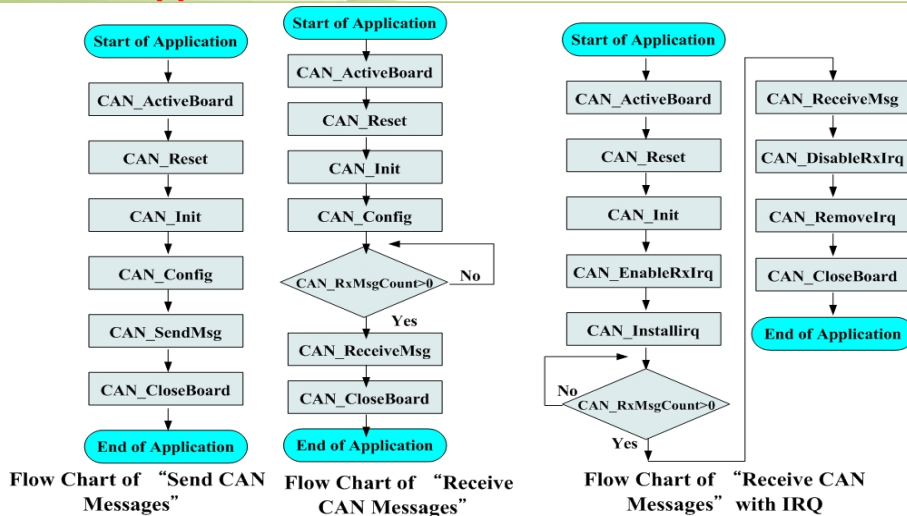 Start of Application
CAN_ActiveBoard
CAN_Reset
CAN_Init
CAN_Config
CAN_SendMsg
CAN_CloseBoard
End of Application
Flow Chart of “Send CAN
Messages”
Start of Application
CAN_ActiveBoard
CAN_Reset
CAN_Init
CAN_Config
CAN_RxMsgCount>0
No
Yes
CAN_ReceiveMsg
CAN_CloseBoard
End of Application
Flow Chart of “Receive
CAN Messages”
Start of Application
CAN_ActiveBoard
CAN_Reset
CAN_Init
CAN_EnableRxIrq
CAN_Installirq
No
CAN_RxMsgCount>0
Yes
CAN_ReceiveMsg
CAN_DisableRxIrq
CAN_RemoveIrq
CAN_CloseBoard
End of Application
Flow Chart of “Receive CAN
Messages” with IRQ